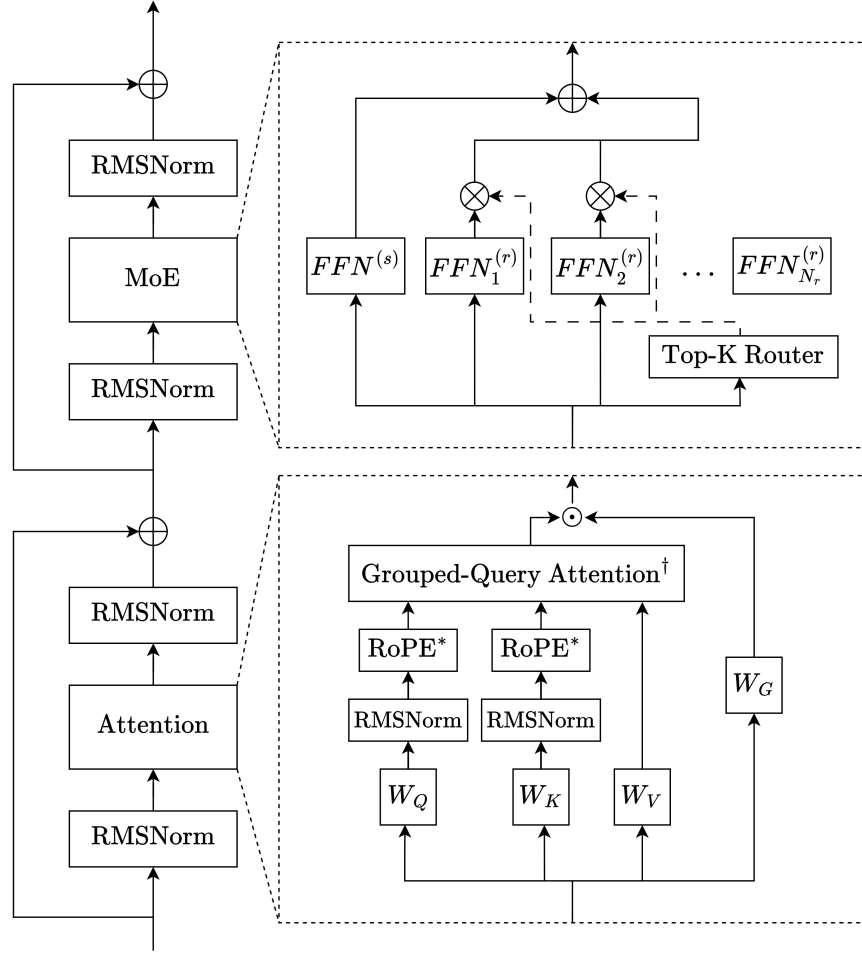 RMSNorm
MoE
RMSNorm
RMSNorm
Attention
RMSNorm
FFN^{(s)}
FFN_1^{(r)}
FFN_2^{(r)}
...
FFN_{N_r}^{(r)}
Top-K Router
Grouped-Query Attention†
RoPE*
RoPE*
RMSNorm
RMSNorm
W_G
W_Q
W_K
W_V